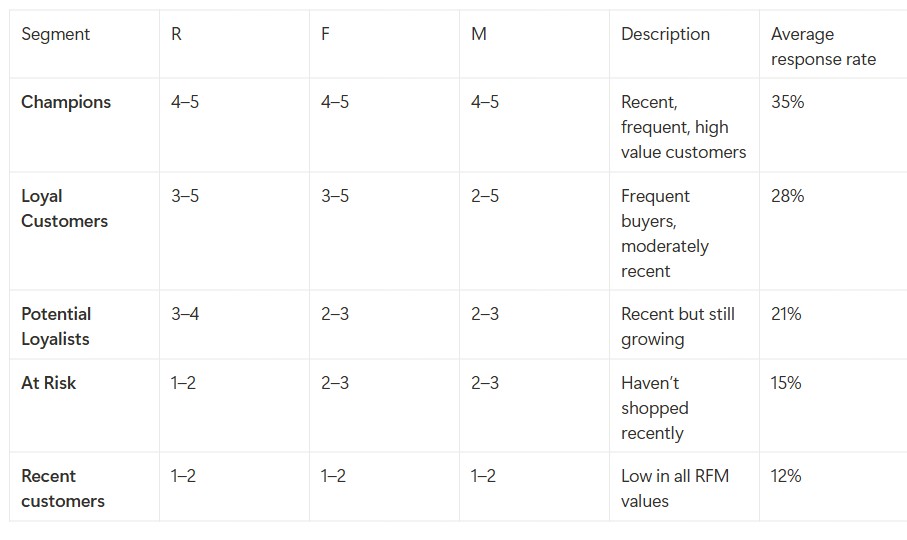 Segment R F M Description Average
response rate
Champions 4–5 4–5 4–5 Recent, 35%
frequent, high
value customers
Loyal 3–5 3–5 2–5 Frequent 28%
Customers buyers,
moderately
recent
Potential 3–4 2–3 2–3 Recent but still 21%
Loyalists growing
At Risk 1–2 2–3 2–3 Haven’t 15%
shopped
recently
Recent 1–2 1–2 1–2 Low in all RFM 12%
customers values